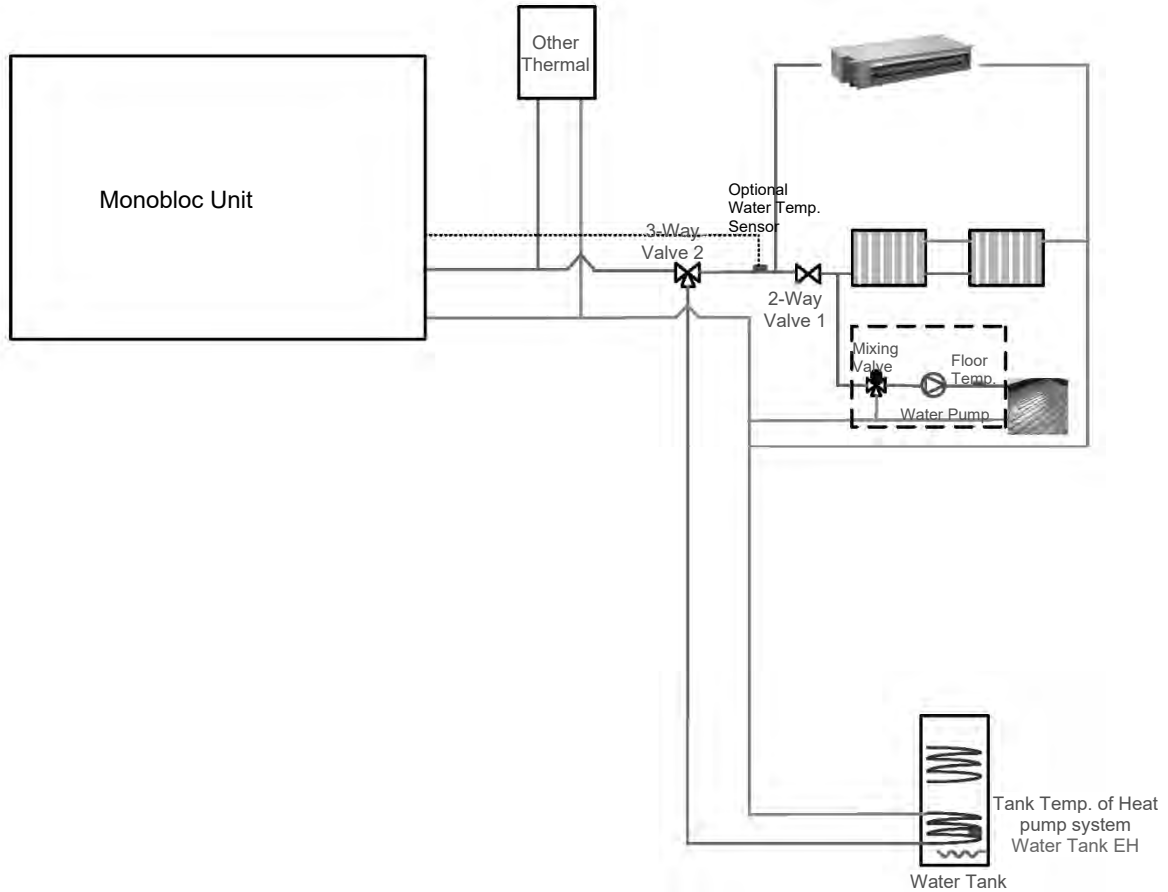 Other
Thermal
Monobloc Unit
Optional
Water Temp.
Sensor
3-Way
Valve 2
2-Way
Valve 1
Mixing
Valve
Floor
Temp.
Water Pump
Tank Temp. of Heat
pump system
Water Tank EH
Water Tank